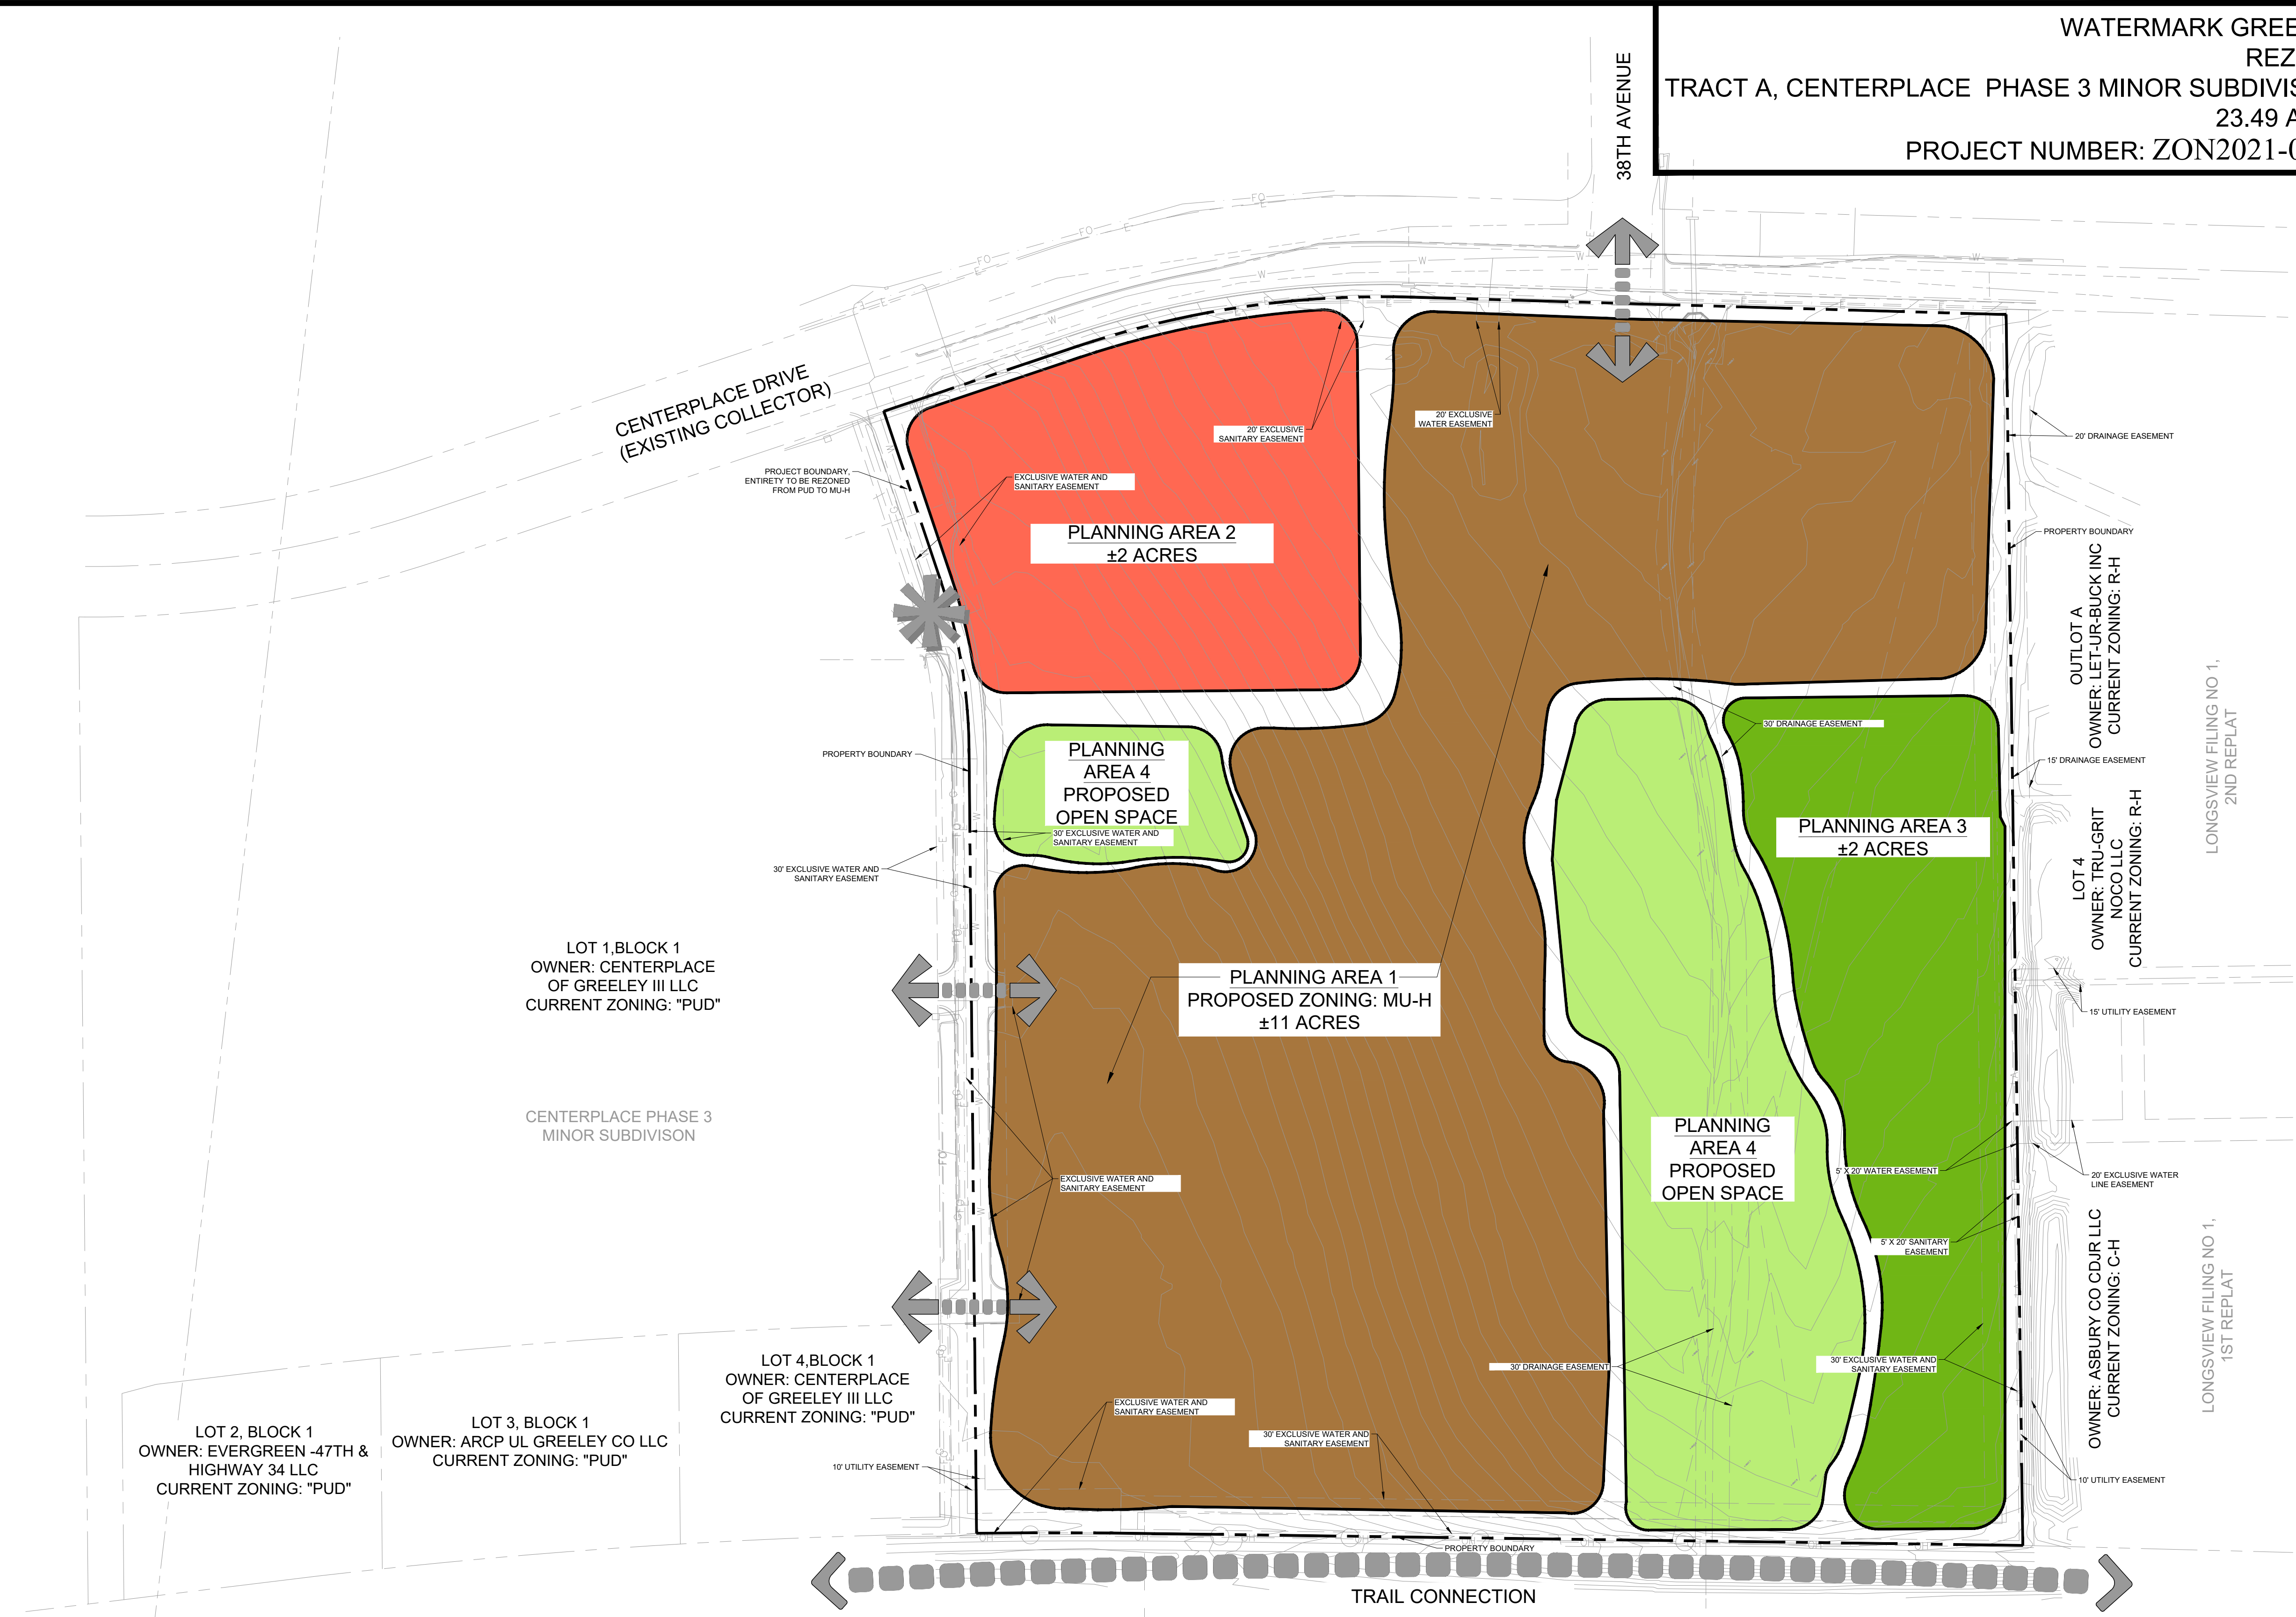 WATERMARK GREE
REZ
TRACT A, CENTERPLACE PHASE 3 MINOR SUBDIVIS
23.49 A
PROJECT NUMBER: ZON2021-0
38TH AVENUE
CENTERPLACE DRIVE
(EXISTING COLLECTOR)
PROJECT BOUNDARY,
ENTIRETY TO BE REZONED
FROM PUD TO MU-H
EXCLUSIVE WATER AND
SANITARY EASEMENT
20' EXCLUSIVE
SANITARY EASEMENT
20' EXCLUSIVE
WATER EASEMENT
20' DRAINAGE EASEMENT
PLANNING AREA 2
±2 ACRES
PROPERTY BOUNDARY
OUTLOT A
OWNER: LET-UR-BUCK INC
CURRENT ZONING: R-H
LONGSVIEW FILING NO 1,
2ND REPLAT
PROPERTY BOUNDARY
PLANNING
AREA 4
PROPOSED
OPEN SPACE
30' EXCLUSIVE WATER AND
SANITARY EASEMENT
30' DRAINAGE EASEMENT
15' DRAINAGE EASEMENT
PLANNING AREA 3
±2 ACRES
LOT 4
OWNER: TRU-GRIT
NOCO LLC
CURRENT ZONING: R-H
30' EXCLUSIVE WATER AND
SANITARY EASEMENT
LOT 1,BLOCK 1
OWNER: CENTERPLACE
OF GREELEY III LLC
CURRENT ZONING: "PUD"
PLANNING AREA 1
PROPOSED ZONING: MU-H
±11 ACRES
15' UTILITY EASEMENT
CENTERPLACE PHASE 3
MINOR SUBDIVISON
PLANNING
AREA 4
PROPOSED
OPEN SPACE
EXCLUSIVE WATER AND
SANITARY EASEMENT
5' X 20' WATER EASEMENT
20' EXCLUSIVE WATER
LINE EASEMENT
5' X 20' SANITARY
EASEMENT
OWNER: ASBURY CO CDJR LLC
CURRENT ZONING: C-H
LONGSVIEW FILING NO 1,
1ST REPLAT
30' DRAINAGE EASEMENT
30' EXCLUSIVE WATER AND
SANITARY EASEMENT
LOT 4,BLOCK 1
OWNER: CENTERPLACE
OF GREELEY III LLC
CURRENT ZONING: "PUD"
LOT 3, BLOCK 1
OWNER: ARCP UL GREELEY CO LLC
CURRENT ZONING: "PUD"
LOT 2, BLOCK 1
OWNER: EVERGREEN -47TH &
HIGHWAY 34 LLC
CURRENT ZONING: "PUD"
EXCLUSIVE WATER AND
SANITARY EASEMENT
30' EXCLUSIVE WATER AND
SANITARY EASEMENT
10' UTILITY EASEMENT
10' UTILITY EASEMENT
PROPERTY BOUNDARY
TRAIL CONNECTION